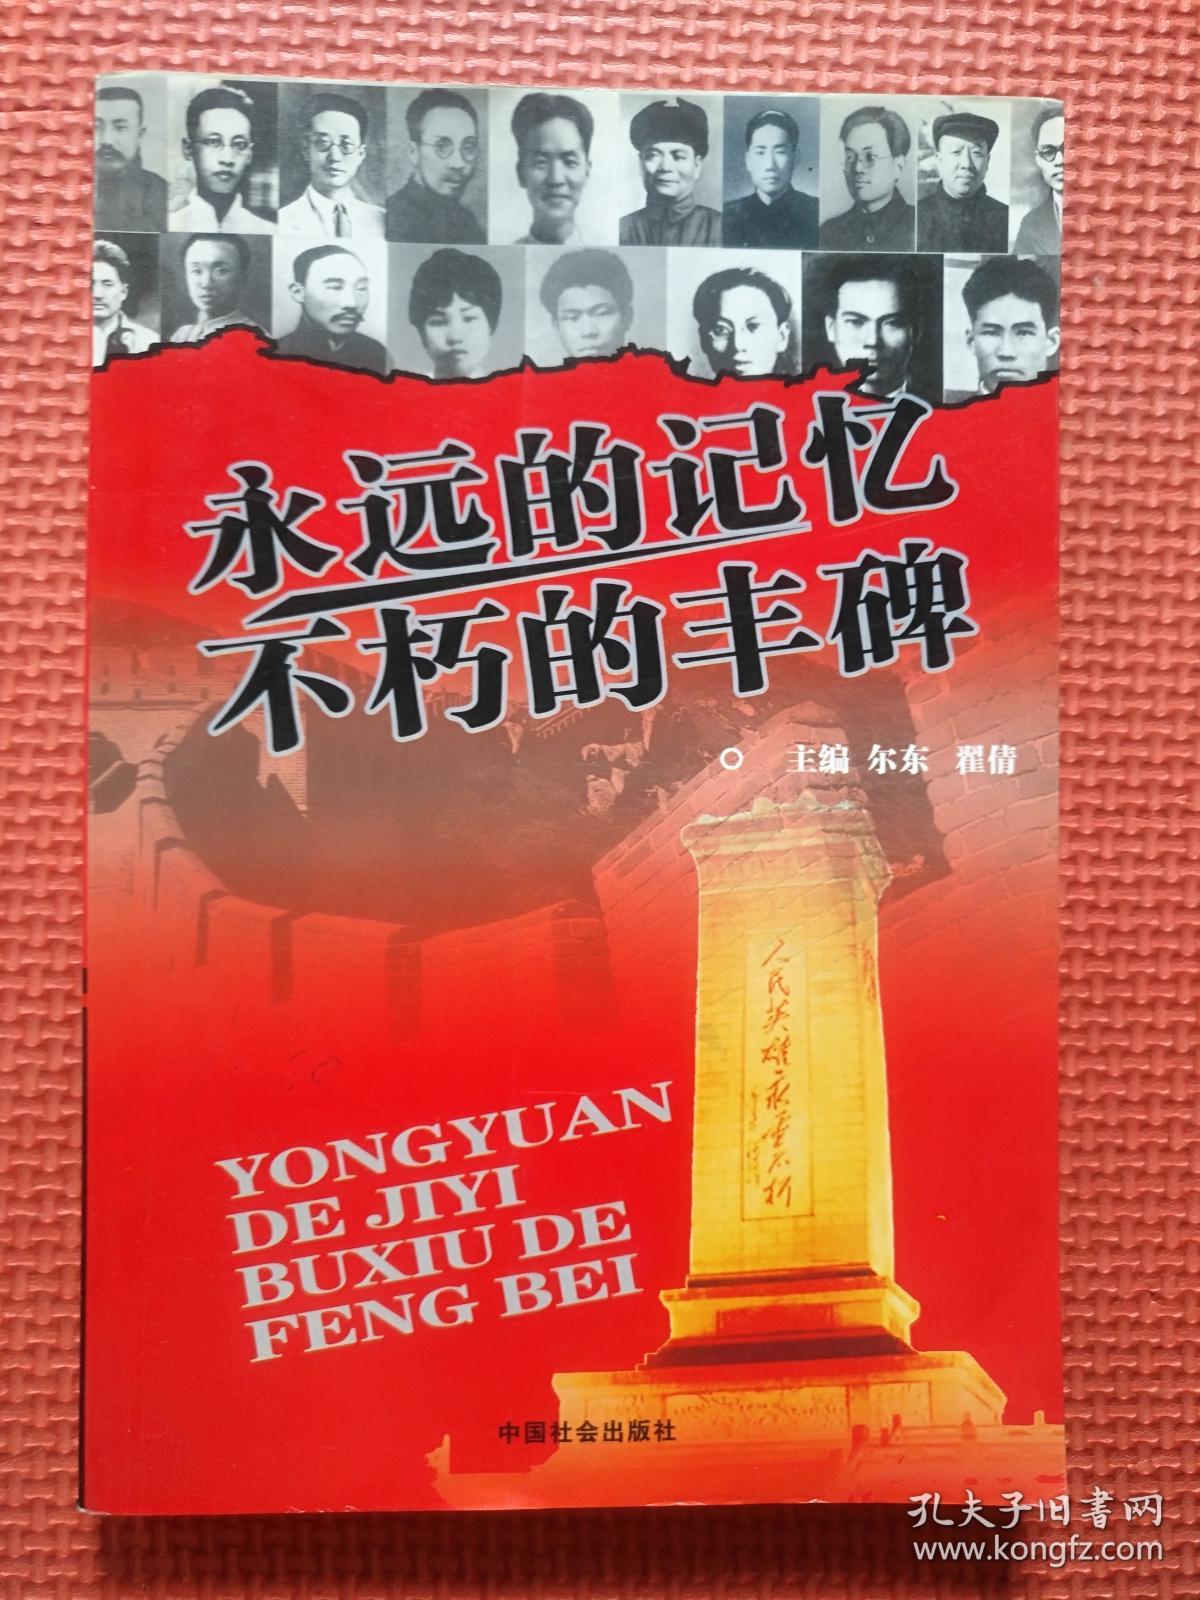 永远的记忆
不朽的丰碑
主编 尔东 翟倩
人民英雄永垂不朽
YONGYUAN
DE JIYI
BUXIU DE
FENG BEI
中国社会出版社
孔夫子旧书网
www.kongfz.com